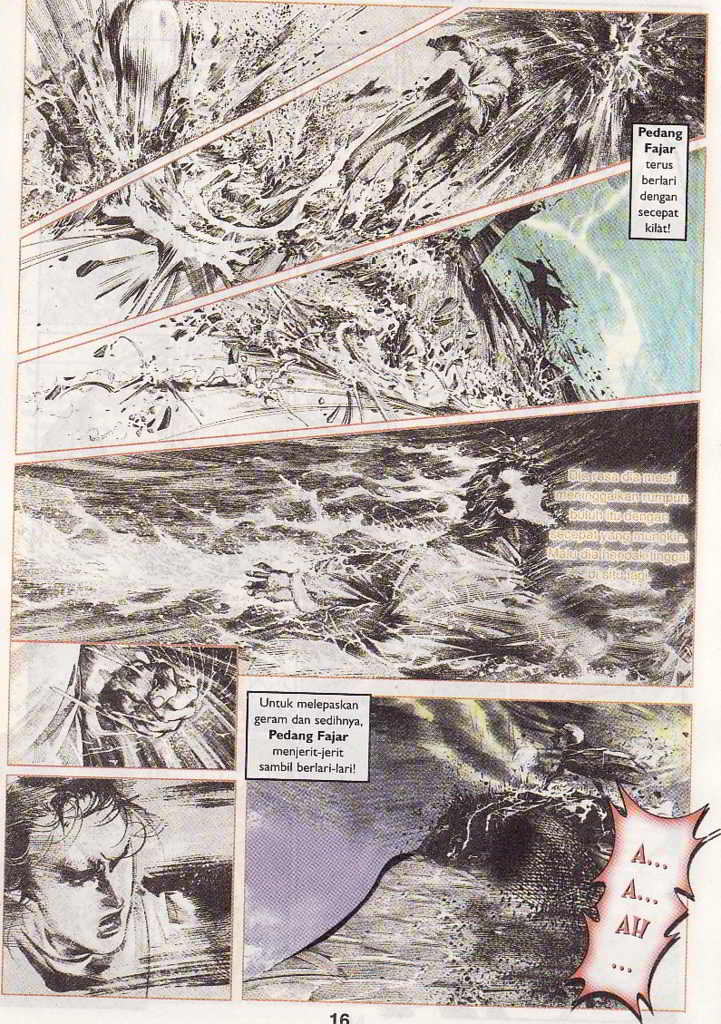 Pedang
Fajar
terus
berlari
dengan
secepat
kilat!
Dia rasa dia mesti
meninggalkan rumpun
buluh itu dengan
secepat yang mungkin.
Malu dia hendak tinggal
di situ lagi.
Untuk melepaskan
geram dan sedihnya,
Pedang Fajar
menjerit-jerit
sambil berlari-lari!
A...
A...
AH
...
16